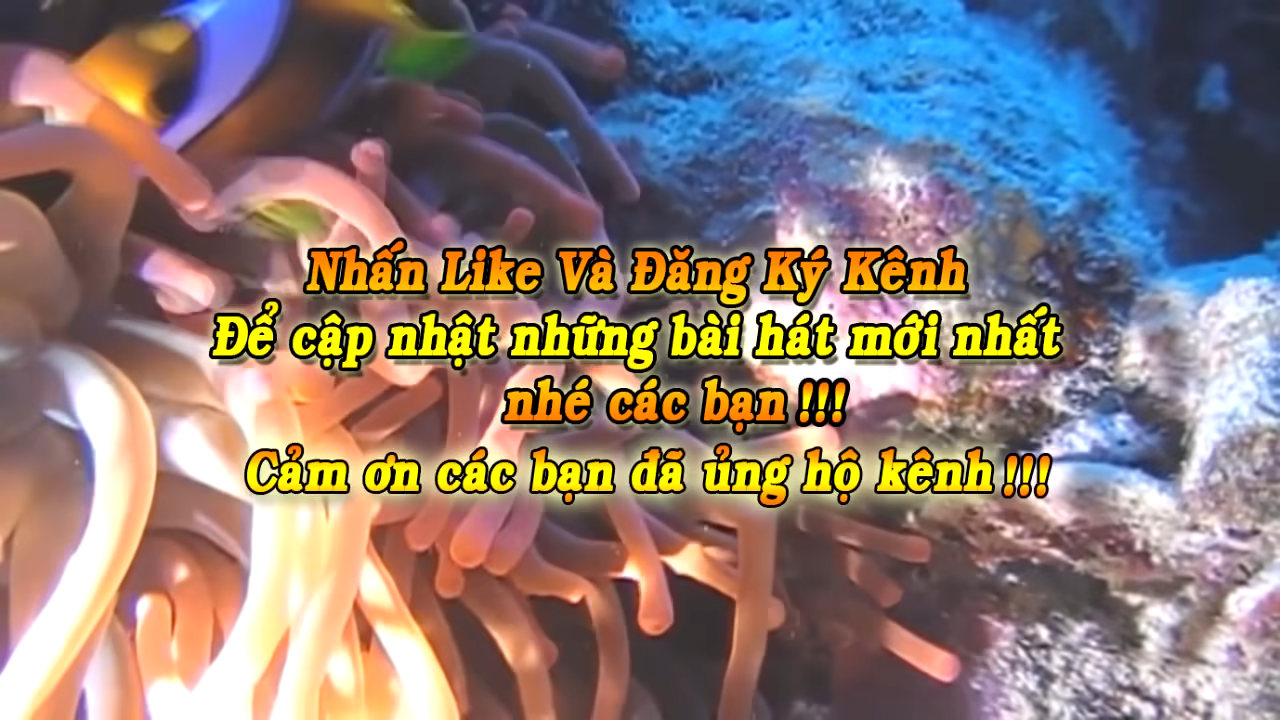 Nhấn Like Và Đăng Ký Kênh
Để cập nhật những bài hát mới nhất
nhé các bạn !!!
Cảm ơn các bạn đã ủng hộ kênh !!!